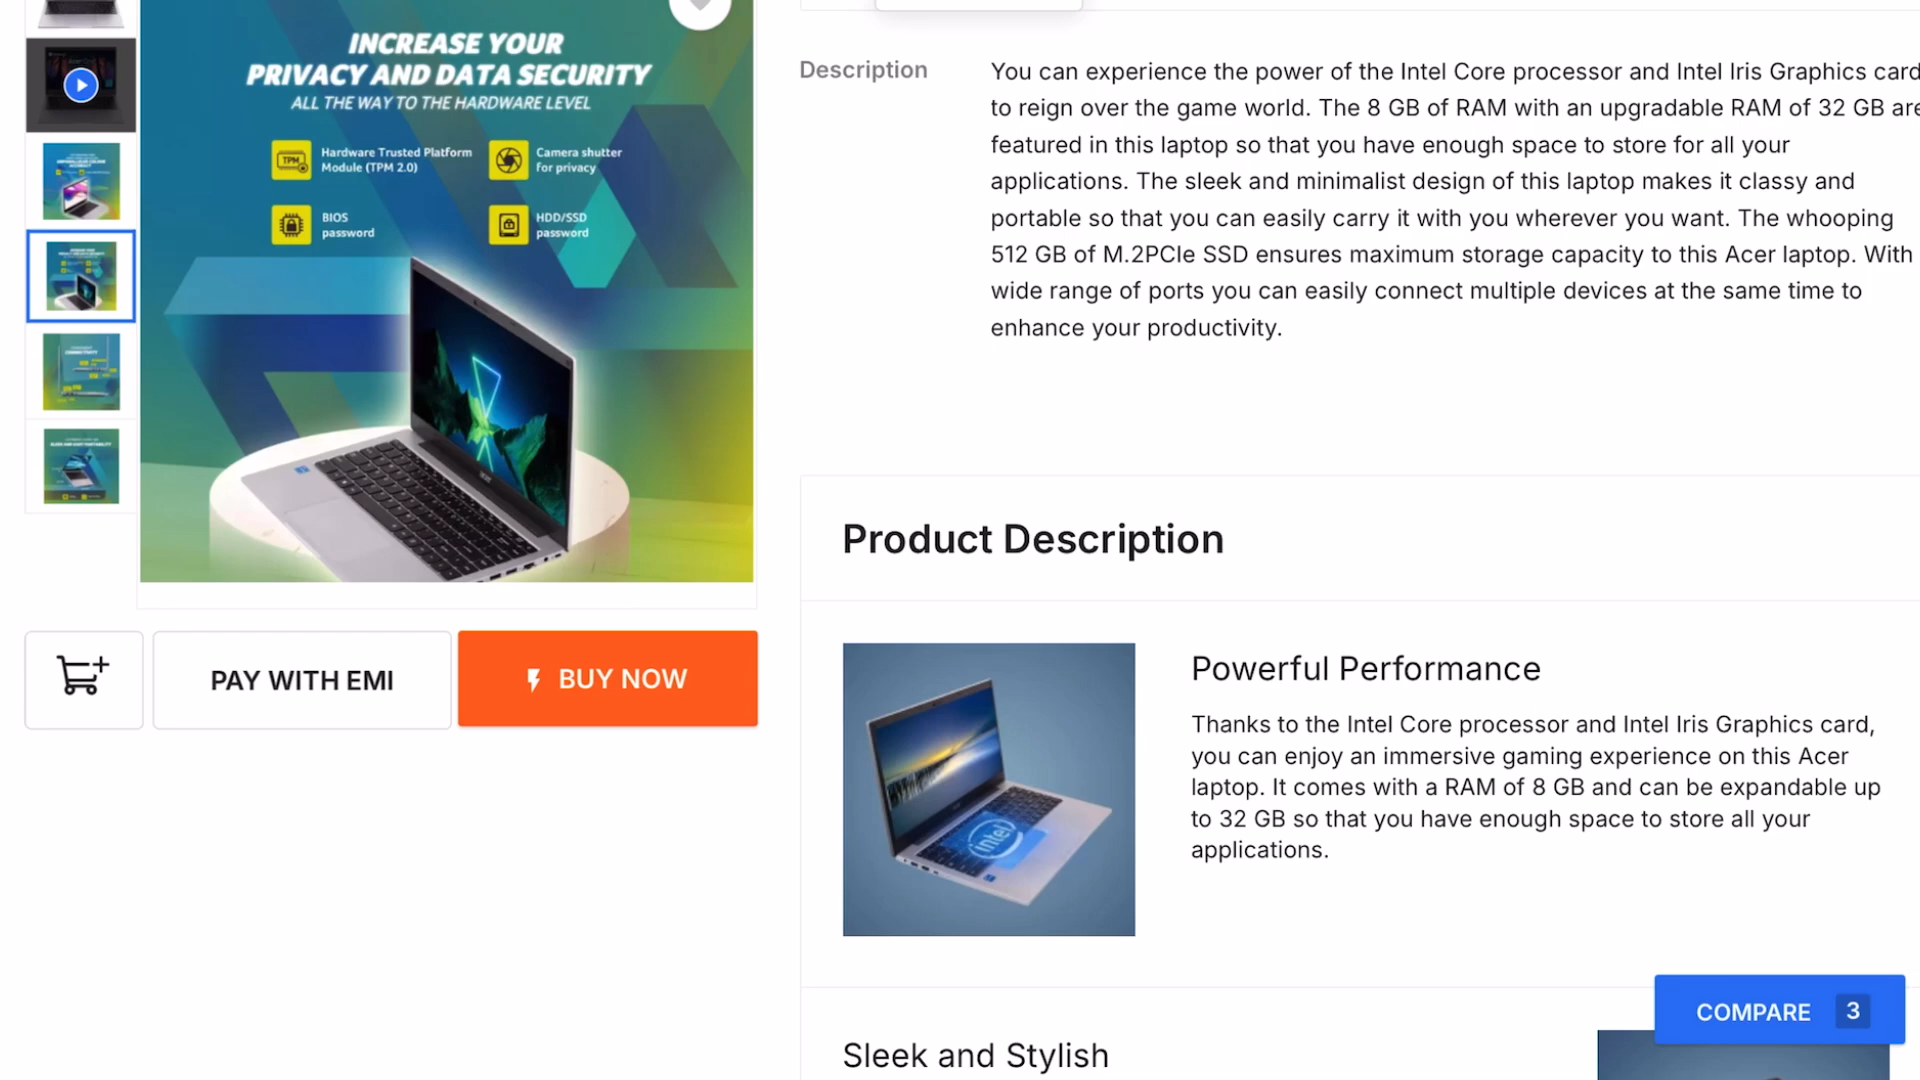 INCREASE YOUR
PRIVACY AND DATA SECURITY
ALL THE WAY TO THE HARDWARE LEVEL
TPM
Hardware Trusted Platform
Module (TPM 2.0)
Camera shutter
for privacy
BIOS
password
HDD/SSD
password
PAY WITH EMI
BUY NOW
Description
You can experience the power of the Intel Core processor and Intel Iris Graphics card
to reign over the game world. The 8 GB of RAM with an upgradable RAM of 32 GB are
featured in this laptop so that you have enough space to store for all your
applications. The sleek and minimalist design of this laptop makes it classy and
portable so that you can easily carry it with you wherever you want. The whooping
512 GB of M.2PCIe SSD ensures maximum storage capacity to this Acer laptop. With
wide range of ports you can easily connect multiple devices at the same time to
enhance your productivity.
Product Description
intel
Powerful Performance
Thanks to the Intel Core processor and Intel Iris Graphics card,
you can enjoy an immersive gaming experience on this Acer
laptop. It comes with a RAM of 8 GB and can be expandable up
to 32 GB so that you have enough space to store all your
applications.
COMPARE 3
Sleek and Stylish